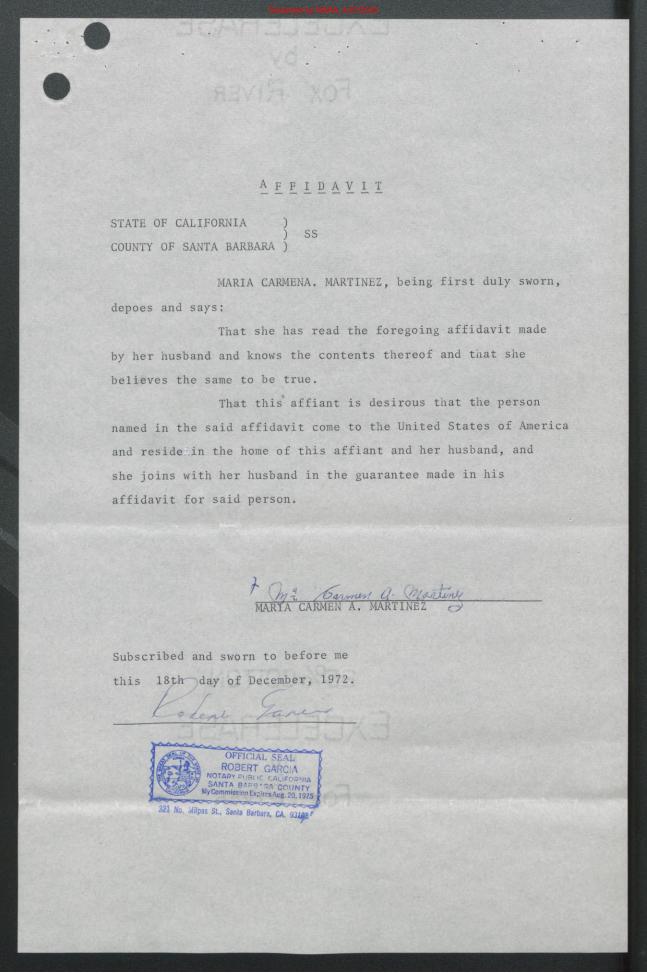 EXCELERASE
by
FOX RIVER
AFFIDAVIT
STATE OF CALIFORNIA )
) SS
COUNTY OF SANTA BARBARA )
MARIA CARMENA. MARTINEZ, being first duly sworn,
depoes and says:
That she has read the foregoing affidavit made
by her husband and knows the contents thereof and that she
believes the same to be true.
That this affiant is desirous that the person
named in the said affidavit come to the United States of America
and reside in the home of this affiant and her husband, and
she joins with her husband in the guarantee made in his
affidavit for said person.
Ma Carmen A. Martinez
MARIA CARMEN A. MARTINEZ
Subscribed and sworn to before me
this 18th day of December, 1972.
Robert Garcia
EXCELERASE
OFFICIAL SEAL
ROBERT GARCIA
NOTARY PUBLIC CALIFORNIA
SANTA BARBARA COUNTY
My Commission Expires Aug. 20, 1975
321 No. Milpas St., Santa Barbara, CA.